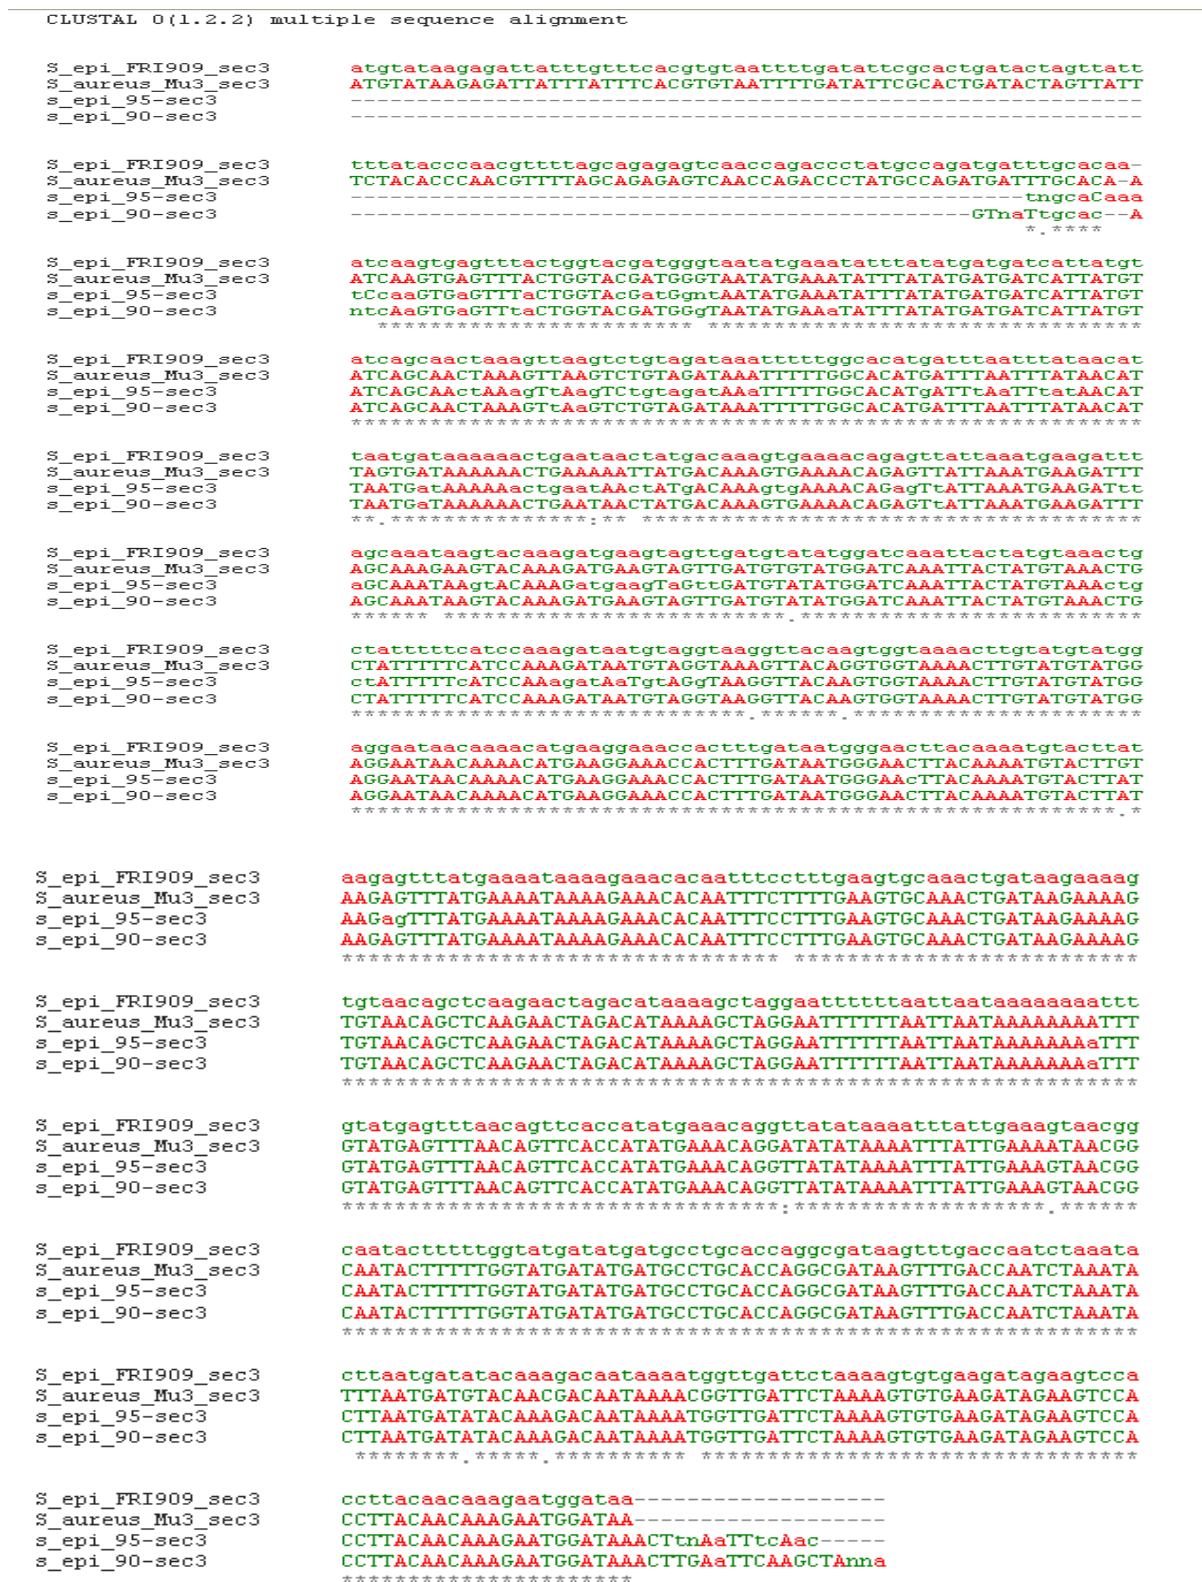 CLUSTAL O(1.2.2) multiple sequence alignment
S_epi_FRI909_sec3 atgtataagagattatttgtttcacgtgtaattttgatattcgcactgatactagttatt
S_aureus_Mu3_sec3 ATGTATAAGAGATTATTTATTTCACGTGTAATTTTGATATTCGCACTGATACTAGTTATT
s_epi_95-sec3 ------------------------------------------------------------
s_epi_90-sec3 ------------------------------------------------------------
S_epi_FRI909_sec3 tttatacccaacgttttagcagagagtcaaccagaccctatgccagatgatttgcacaa-
S_aureus_Mu3_sec3 TCTACACCCAACGTTTTAGCAGAGAGTCAACCAGACCCTATGCCAGATGATTTGCACA-A
s_epi_95-sec3 ---------------------------------------------------tngcaCaaa
s_epi_90-sec3 -----------------------------------------------GTnaTtgcac--A
*.****
S_epi_FRI909_sec3 atcaagtgagtttactggtacgatgggtaatatgaaatatttatatgatgatcattatgt
S_aureus_Mu3_sec3 ATCAAGTGAGTTTACTGGTACGATGGGTAATATGAAATATTTATATGATGATCATTATGT
s_epi_95-sec3 tCcaaGTGaGTTTaCTGGTACGatGgntAATATGAAATATTTATATGATGATCATTATGT
s_epi_90-sec3 ntcAaGTGaGTTtaCTGGTACGATGGgTAATATGAAaTATTTATATGATGATCATTATGT
************************ *********************************
S_epi_FRI909_sec3 atcagcaactaaagttaagtctgtagataaatttttggcacatgatttaatttataacat
S_aureus_Mu3_sec3 ATCAGCAACTAAAGTTAAGTCTGTAGATAAATTTTTGGCACATGATTTAATTTATAACAT
s_epi_95-sec3 ATCAGCAActAAagTtAagTCtgtagatAAaTTTTTGGCACATgATTtAaTTtatAACAT
s_epi_90-sec3 ATCAGCAACTAAAGTtAaGTCTGTAGATAAATTTTTGGCACATGATTTAATTTATAACAT
************************************************************
S_epi_FRI909_sec3 taatgataaaaaactgaataactatgacaaagtgaaaacagagttattaaatgaagattt
S_aureus_Mu3_sec3 TAGTGATAAAAAACTGAAAAATTATGACAAAGTGAAAACAGAGTTATTAAATGAAGATTT
s_epi_95-sec3 TAATGatAAAAAactgaatAActATgACAAAgtgAAAACAGagTtATTAAATGAAGATtt
s_epi_90-sec3 TAATGaTAAAAAACTGAATAACTATGACAAAGTGAAAACAGAGTtATTAAATGAAGATTT
**.***************:** **************************************
S_epi_FRI909_sec3 agcaaataagtacaaagatgaagtagttgatgtatatggatcaaattactatgtaaactg
S_aureus_Mu3_sec3 AGCAAAGAAGTACAAAGATGAAGTAGTTGATGTGTATGGATCAAATTACTATGTAAACTG
s_epi_95-sec3 aGCAAATAAgtACAAAGatgaagTaGttGATGTATATGGATCAAATTACTATGTAAActg
s_epi_90-sec3 AGCAAATAAGTACAAAGATGAAGTAGTTGATGTATATGGATCAAATTACTATGTAAACTG
****** **************************.**************************
S_epi_FRI909_sec3 ctatttttcatccaaagataatgtaggtaaggttacaagtggtaaaacttgtatgtatgg
S_aureus_Mu3_sec3 CTATTTTTCATCCAAAGATAATGTAGGTAAAGTTACAGGTGGTAAAACTTGTATGTATGG
s_epi_95-sec3 ctATTTTTcATCCAAagatAaTgtAGgTAAGGTTACAAGTGGTAAAACTTGTATGTATGG
s_epi_90-sec3 CTATTTTTCATCCAAAGATAATGTAGGTAAGGTTACAAGTGGTAAAACTTGTATGTATGG
******************************.******.**********************
S_epi_FRI909_sec3 aggaataacaaaacatgaaggaaaccactttgataatgggaacttacaaaatgtacttat
S_aureus_Mu3_sec3 AGGAATAACAAAACATGAAGGAAACCACTTTGATAATGGGAACTTACAAAATGTACTTGT
s_epi_95-sec3 AGGAATAACAAAACATGAAGGAAACCACTTTGATAATGGGAAcTTACAAAATGTACTTAT
s_epi_90-sec3 AGGAATAACAAAACATGAAGGAAACCACTTTGATAATGGGAACTTACAAAATGTACTTAT
**********************************************************.*
S_epi_FRI909_sec3 aagagtttatgaaaataaaagaaacacaatttcctttgaagtgcaaactgataagaaaag
S_aureus_Mu3_sec3 AAGAGTTTATGAAAATAAAAGAAACACAATTTCTTTTGAAGTGCAAACTGATAAGAAAAG
s_epi_95-sec3 AAGagTTTATGAAAATAAAAGAAACACAATTTCCTTTGAAGTGCAAACTGATAAGAAAAG
s_epi_90-sec3 AAGAGTTTATGAAAATAAAAGAAACACAATTTCCTTTGAAGTGCAAACTGATAAGAAAAG
********************************* **************************
S_epi_FRI909_sec3 tgtaacagctcaagaactagacataaaagctaggaattttttaattaataaaaaaaattt
S_aureus_Mu3_sec3 TGTAACAGCTCAAGAACTAGACATAAAAGCTAGGAATTTTTTAATTAATAAAAAAAATTT
s_epi_95-sec3 TGTAACAGCTCAAGAACTAGACATAAAAGCTAGGAATTTTTTAATTAATAAAAAAAaTTT
s_epi_90-sec3 TGTAACAGCTCAAGAACTAGACATAAAAGCTAGGAATTTTTTAATTAATAAAAAAAaTTT
************************************************************
S_epi_FRI909_sec3 gtatgagtttaacagttcaccatatgaaacaggttatataaaatttattgaaagtaacgg
S_aureus_Mu3_sec3 GTATGAGTTTAACAGTTCACCATATGAAACAGGATATATAAAATTTATTGAAAATAACGG
s_epi_95-sec3 GTATGAGTTTAACAGTTCACCATATGAAACAGGTTATATAAAATTTATTGAAAGTAACGG
s_epi_90-sec3 GTATGAGTTTAACAGTTCACCATATGAAACAGGTTATATAAAATTTATTGAAAGTAACGG
*********************************:*******************.******
S_epi_FRI909_sec3 caatactttttggtatgatatgatgcctgcaccaggcgataagtttgaccaatctaaata
S_aureus_Mu3_sec3 CAATACTTTTTGGTATGATATGATGCCTGCACCAGGCGATAAGTTTGACCAATCTAAATA
s_epi_95-sec3 CAATACTTTTTGGTATGATATGATGCCTGCACCAGGCGATAAGTTTGACCAATCTAAATA
s_epi_90-sec3 CAATACTTTTTGGTATGATATGATGCCTGCACCAGGCGATAAGTTTGACCAATCTAAATA
************************************************************
S_epi_FRI909_sec3 cttaatgatatacaaagacaataaaatggttgattctaaaagtgtgaagatagaagtcca
S_aureus_Mu3_sec3 TTTAATGATGTACAACGACAATAAAACGGTTGATTCTAAAAGTGTGAAGATAGAAGTCCA
s_epi_95-sec3 CTTAATGATATACAAAGACAATAAAATGGTTGATTCTAAAAGTGTGAAGATAGAAGTCCA
s_epi_90-sec3 CTTAATGATATACAAAGACAATAAAATGGTTGATTCTAAAAGTGTGAAGATAGAAGTCCA
********.*****.********** *********************************
S_epi_FRI909_sec3 ccttacaacaaagaatggataa-------------------
S_aureus_Mu3_sec3 CCTTACAACAAAGAATGGATAA-------------------
s_epi_95-sec3 CCTTACAACAAAGAATGGATAAACTtnAaTTtcAac-----
s_epi_90-sec3 CCTTACAACAAAGAATGGATAAACTTGAaTTCAAGCTAnna
**********************